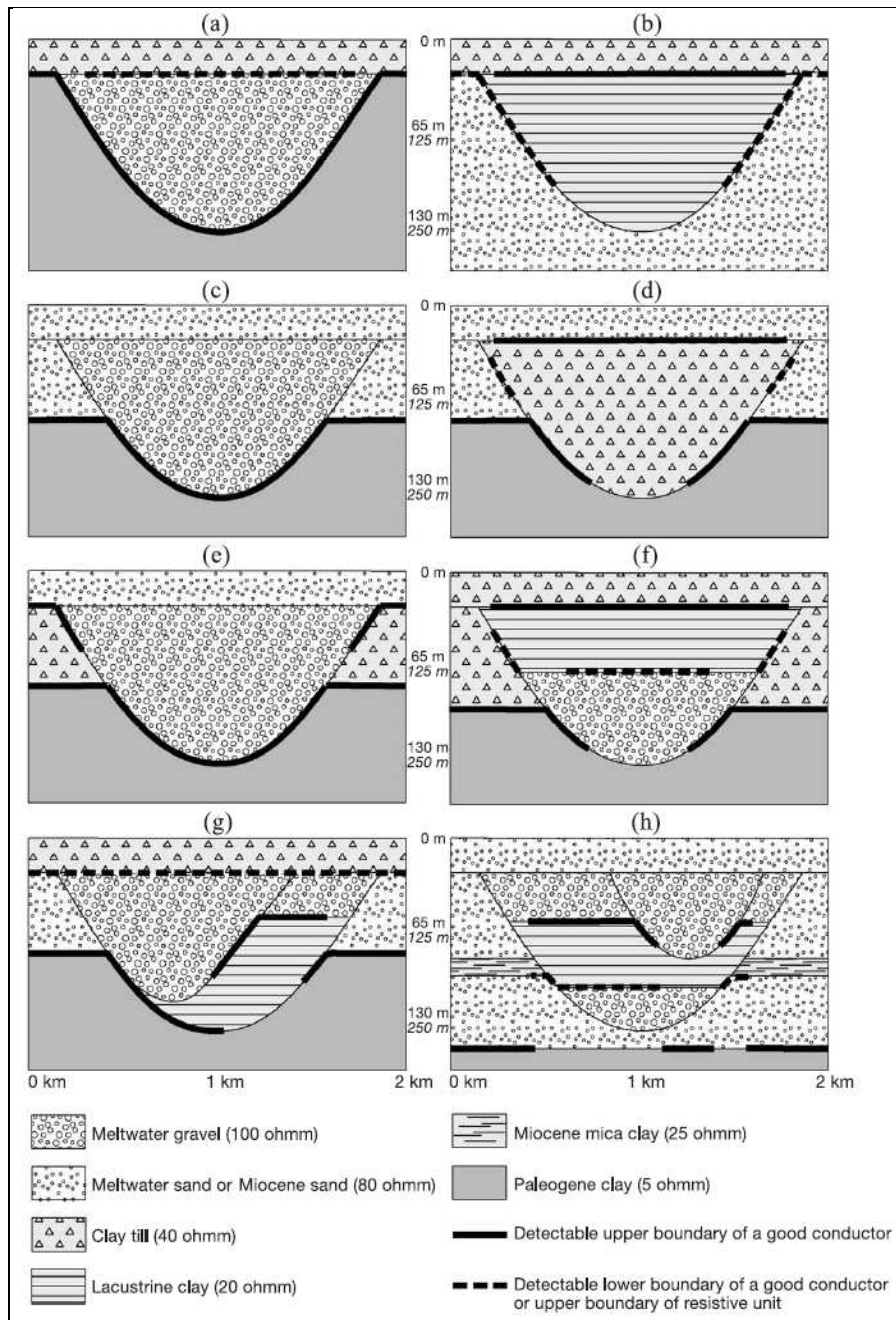 (a)
(b)
0 m
65 m
125 m
130 m
250 m
(c)
(d)
0 m
65 m
125 m
130 m
250 m
(e)
(f)
0 m
65 m
125 m
130 m
250 m
(g)
(h)
0 m
65 m
125 m
130 m
250 m
0 km 1 km 2 km 0 km 1 km 2 km
Meltwater gravel (100 ohmm)
Meltwater sand or Miocene sand (80 ohmm)
Clay till (40 ohmm)
Lacustrine clay (20 ohmm)
Miocene mica clay (25 ohmm)
Paleogene clay (5 ohmm)
Detectable upper boundary of a good conductor
Detectable lower boundary of a good conductor
or upper boundary of resistive unit